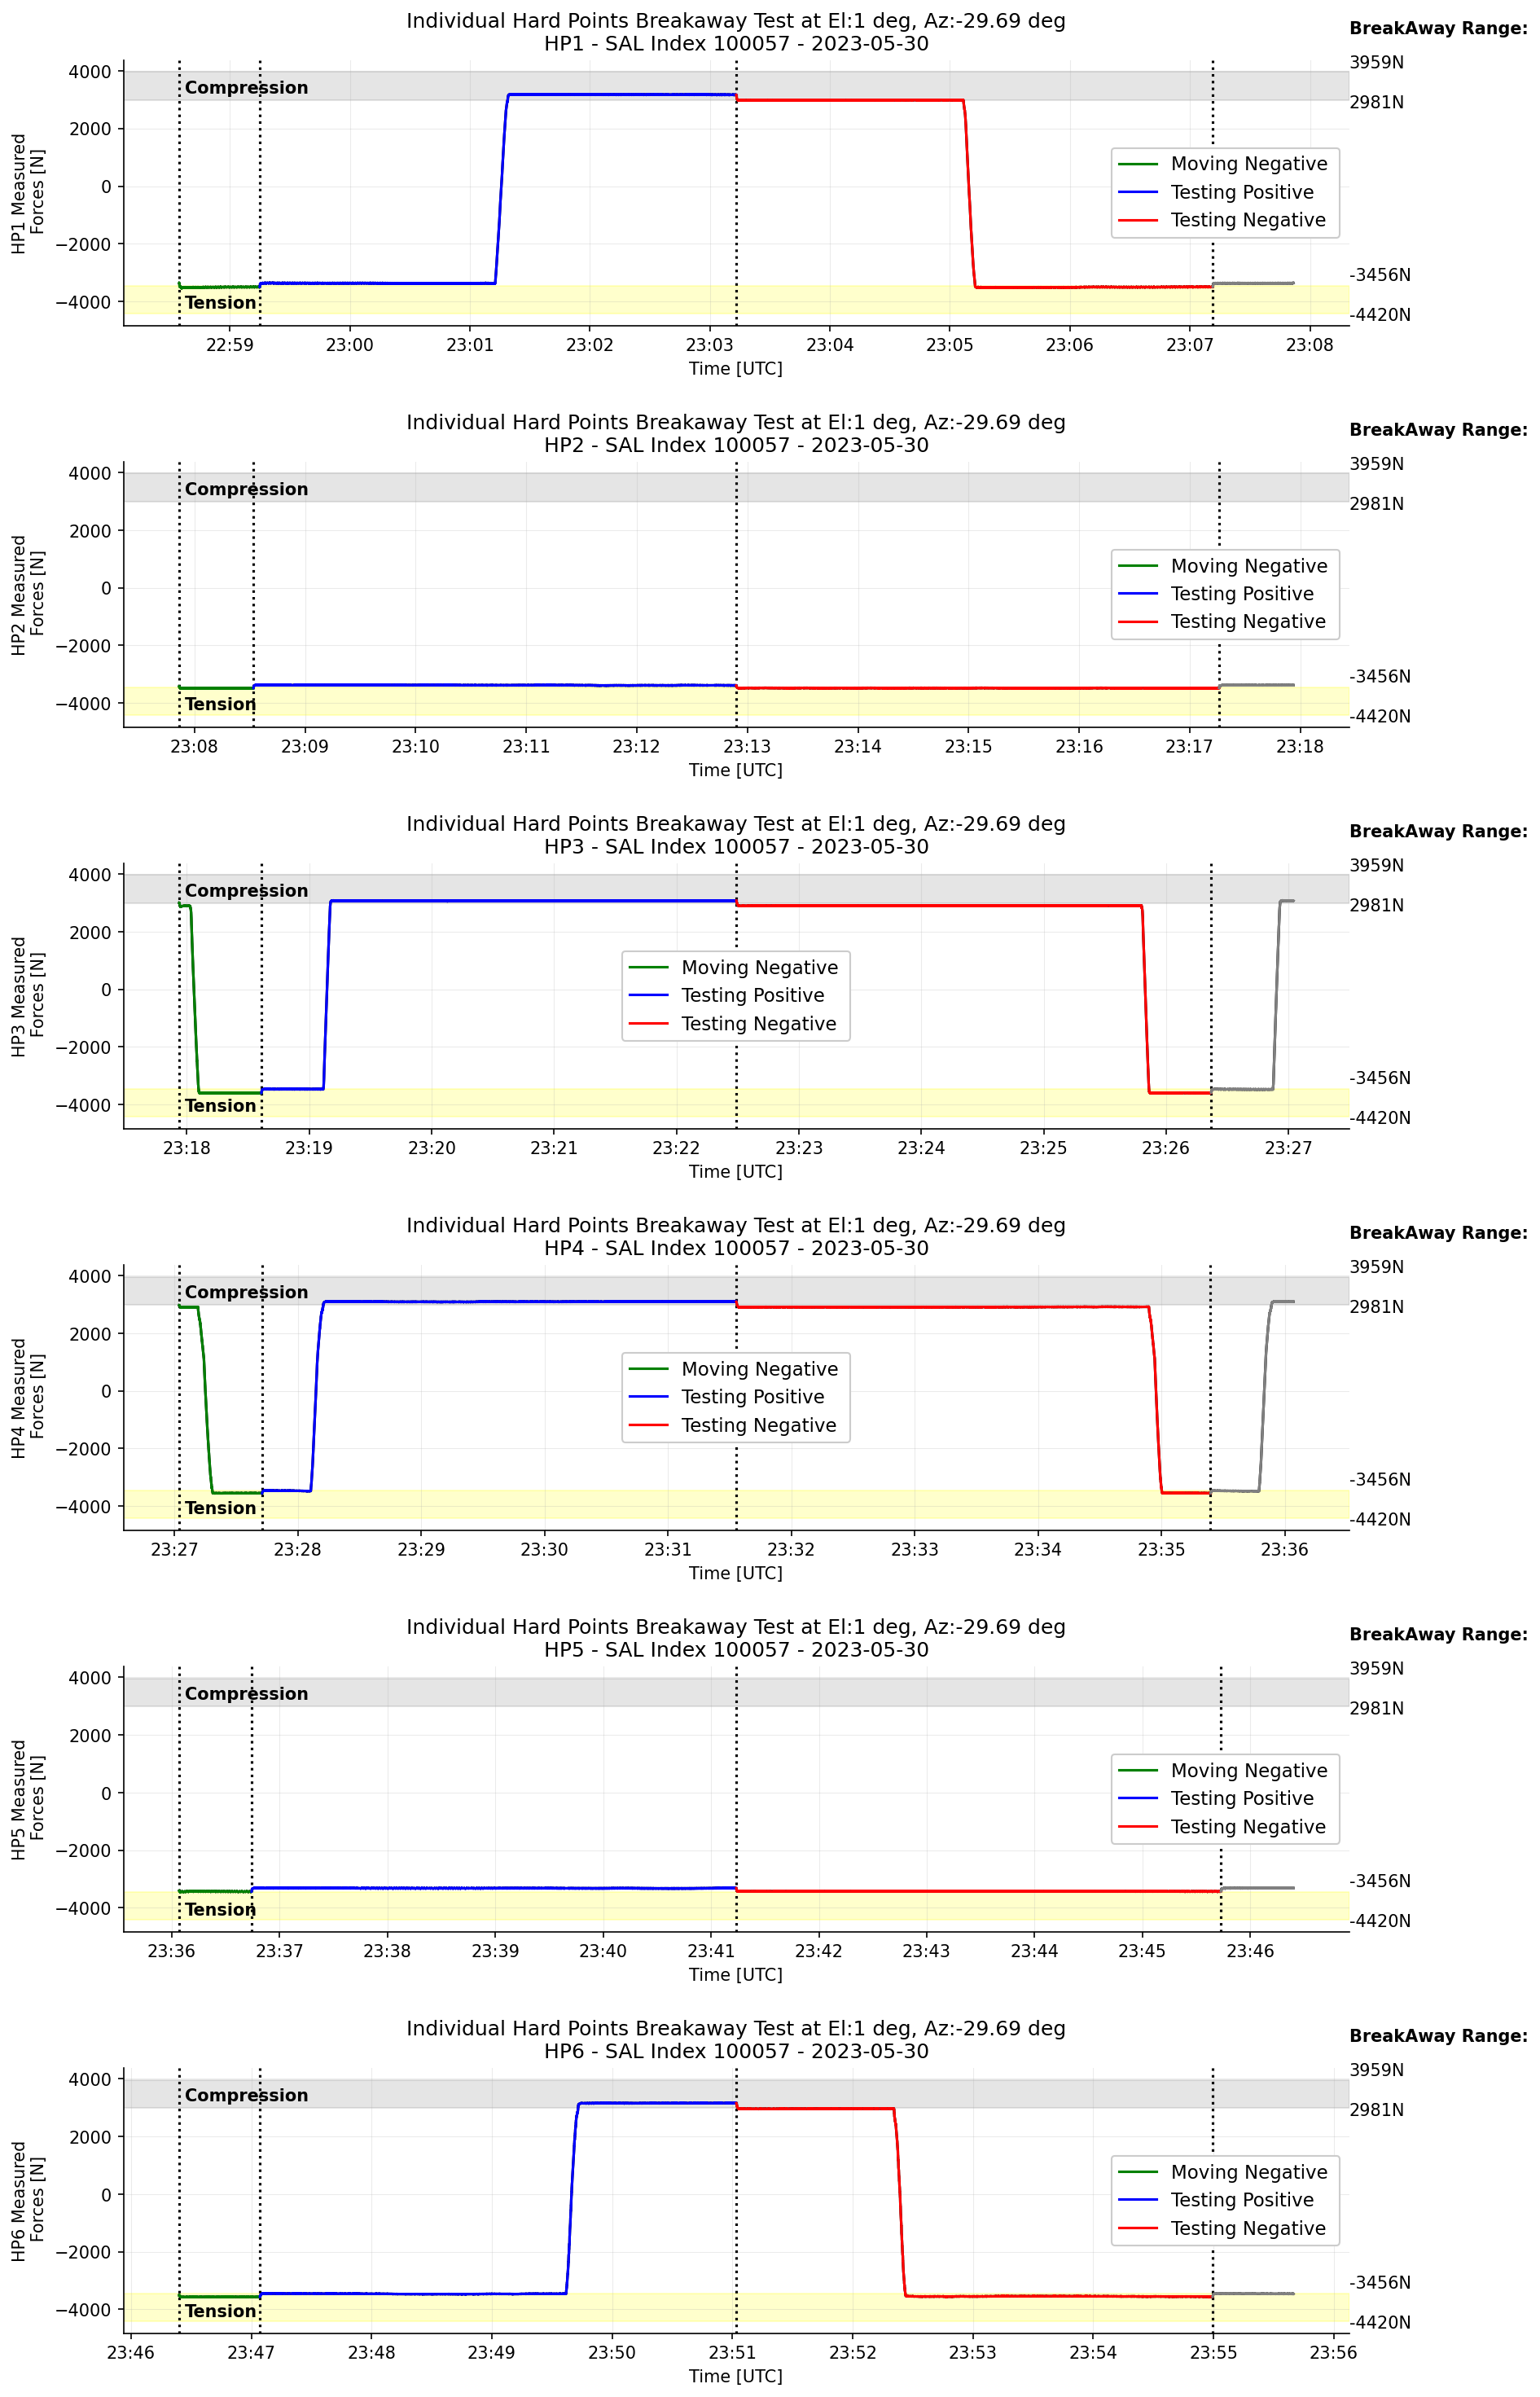 Individual Hard Points Breakaway Test at El:1 deg, Az:-29.69 deg
HP1 - SAL Index 100057 - 2023-05-30
BreakAway Range:
3959N
2981N
-3456N
-4420N
HP1 Measured
Forces [N]
4000
2000
0
−2000
−4000
Compression
Tension
Moving Negative
Testing Positive
Testing Negative
22:59 23:00 23:01 23:02 23:03 23:04 23:05 23:06 23:07 23:08
Time [UTC]
Individual Hard Points Breakaway Test at El:1 deg, Az:-29.69 deg
HP2 - SAL Index 100057 - 2023-05-30
BreakAway Range:
3959N
2981N
-3456N
-4420N
HP2 Measured
Forces [N]
4000
2000
0
−2000
−4000
Compression
Tension
Moving Negative
Testing Positive
Testing Negative
23:08 23:09 23:10 23:11 23:12 23:13 23:14 23:15 23:16 23:17 23:18
Time [UTC]
Individual Hard Points Breakaway Test at El:1 deg, Az:-29.69 deg
HP3 - SAL Index 100057 - 2023-05-30
BreakAway Range:
3959N
2981N
-3456N
-4420N
HP3 Measured
Forces [N]
4000
2000
0
−2000
−4000
Compression
Tension
Moving Negative
Testing Positive
Testing Negative
23:18 23:19 23:20 23:21 23:22 23:23 23:24 23:25 23:26 23:27
Time [UTC]
Individual Hard Points Breakaway Test at El:1 deg, Az:-29.69 deg
HP4 - SAL Index 100057 - 2023-05-30
BreakAway Range:
3959N
2981N
-3456N
-4420N
HP4 Measured
Forces [N]
4000
2000
0
−2000
−4000
Compression
Tension
Moving Negative
Testing Positive
Testing Negative
23:27 23:28 23:29 23:30 23:31 23:32 23:33 23:34 23:35 23:36
Time [UTC]
Individual Hard Points Breakaway Test at El:1 deg, Az:-29.69 deg
HP5 - SAL Index 100057 - 2023-05-30
BreakAway Range:
3959N
2981N
-3456N
-4420N
HP5 Measured
Forces [N]
4000
2000
0
−2000
−4000
Compression
Tension
Moving Negative
Testing Positive
Testing Negative
23:36 23:37 23:38 23:39 23:40 23:41 23:42 23:43 23:44 23:45 23:46
Time [UTC]
Individual Hard Points Breakaway Test at El:1 deg, Az:-29.69 deg
HP6 - SAL Index 100057 - 2023-05-30
BreakAway Range:
3959N
2981N
-3456N
-4420N
HP6 Measured
Forces [N]
4000
2000
0
−2000
−4000
Compression
Tension
Moving Negative
Testing Positive
Testing Negative
23:46 23:47 23:48 23:49 23:50 23:51 23:52 23:53 23:54 23:55 23:56
Time [UTC]